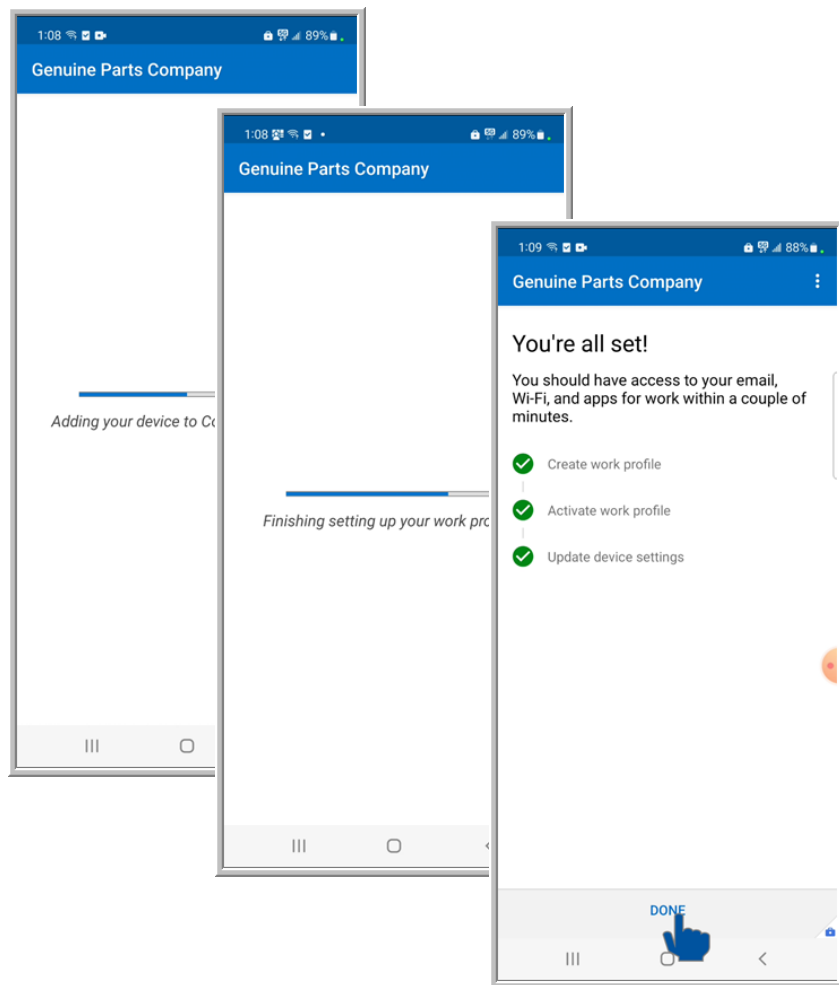 1:08 89%
Genuine Parts Company
Adding your device to
1:08 89%
Genuine Parts Company
Finishing setting up your work
1:09 88%
Genuine Parts Company
You're all set!
You should have access to your email,
Wi-Fi, and apps for work within a couple of
minutes.
Create work profile
Activate work profile
Update device settings
DONE